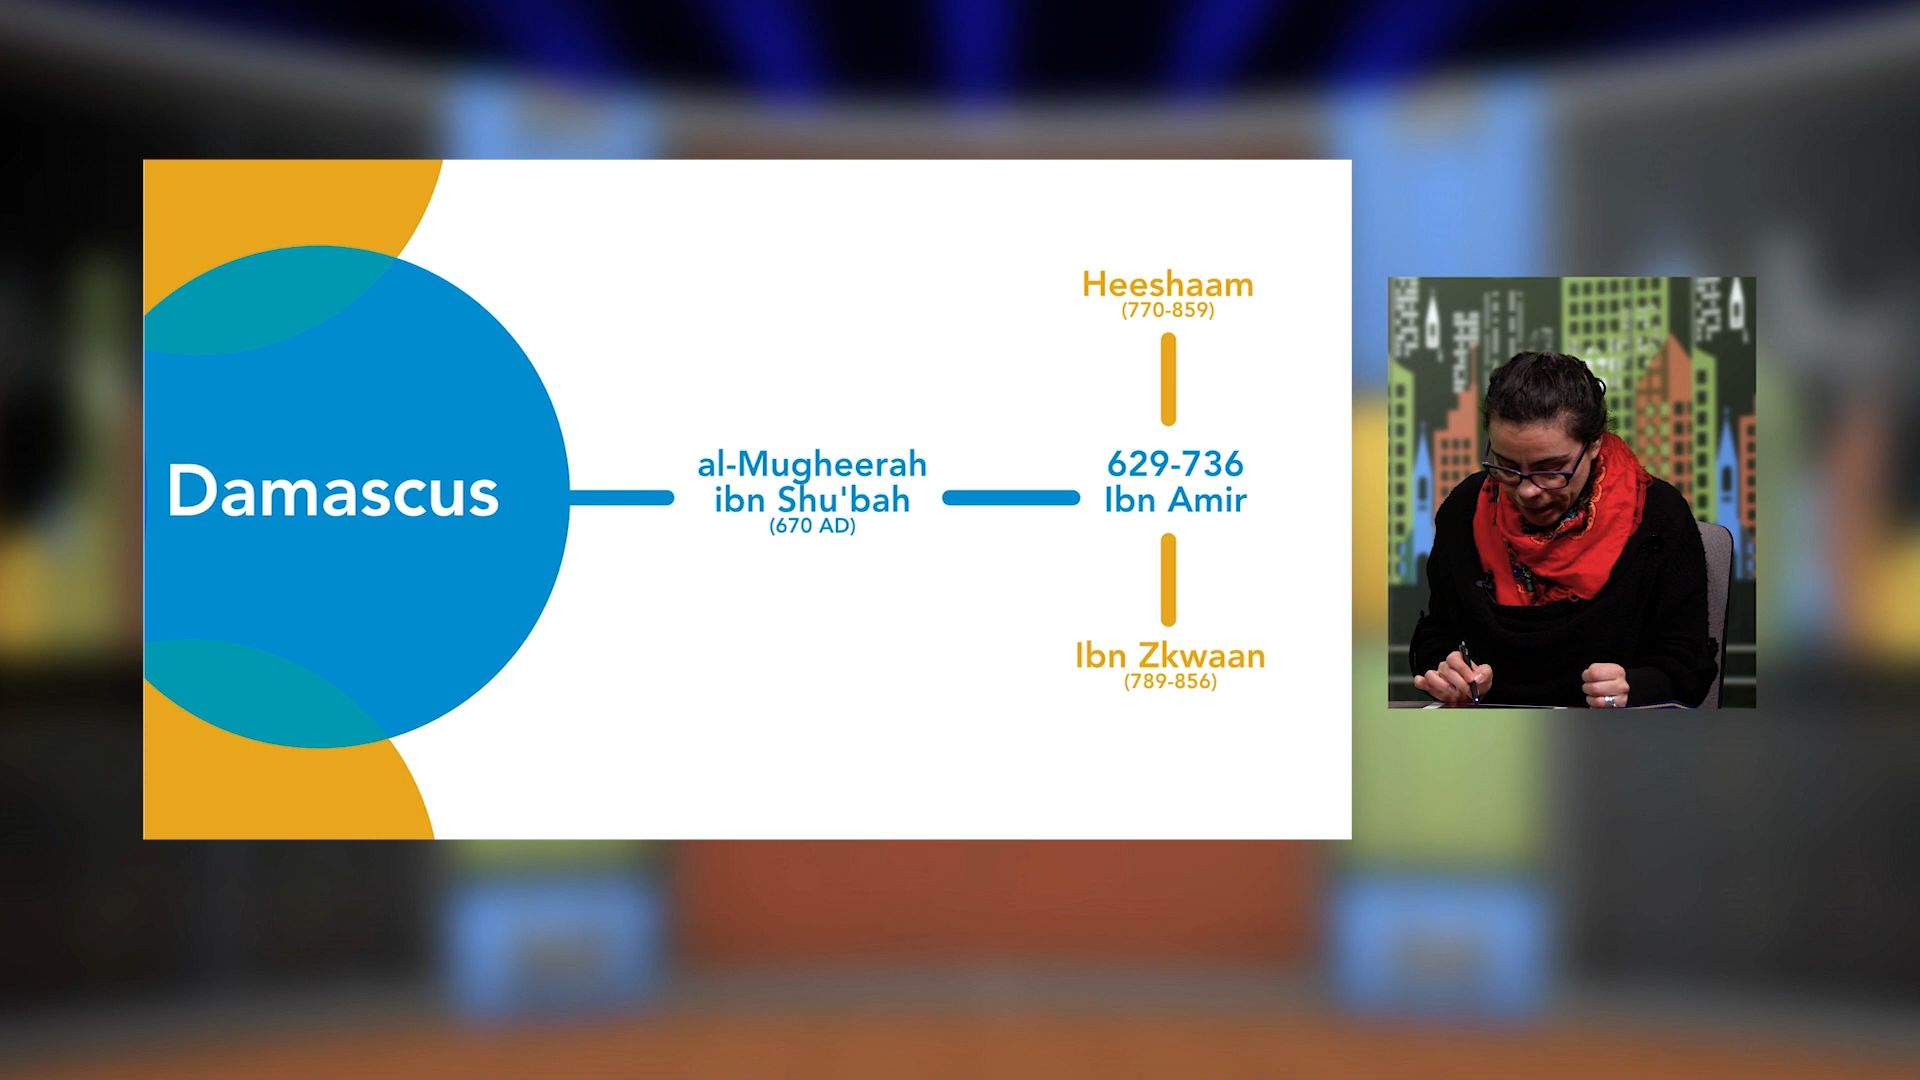 Damascus
al-Mugheerah
ibn Shu'bah
(670 AD)
Heeshaam
(770-859)
629-736
Ibn Amir
Ibn Zkwaan
(789-856)